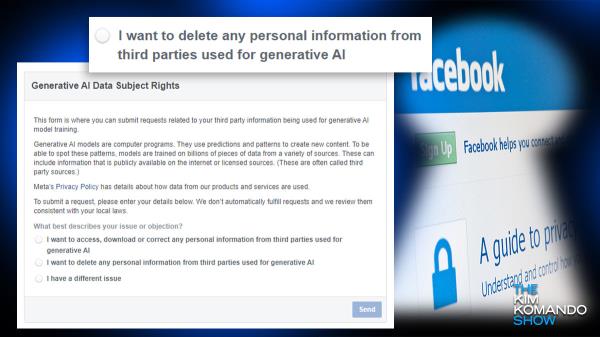 I want to delete any personal information from
third parties used for generative AI
Generative AI Data Subject Rights
This form is where you can submit requests related to your third party information being used for generative AI
model training.
Generative AI models are computer programs. They use predictions and patterns to create new content. To be
able to spot these patterns, models are trained on billions of pieces of data from a variety of sources. These can
include information that is publicly available on the internet or licensed sources. (These are often called third
party sources.)
Meta's Privacy Policy has details about how data from our products and services are used.
To submit a request, please enter your details below. We don't automatically fulfill requests and we review them
consistent with your local laws.
What best describes your issue or objection?
I want to access, download or correct any personal information from third parties used for
generative AI
I want to delete any personal information from third parties used for generative AI
I have a different issue
Send
facebook
Sign Up
Facebook helps you connect
A guide to privacy
Understand and control how
THE
KIM
KOMANDO
SHOW